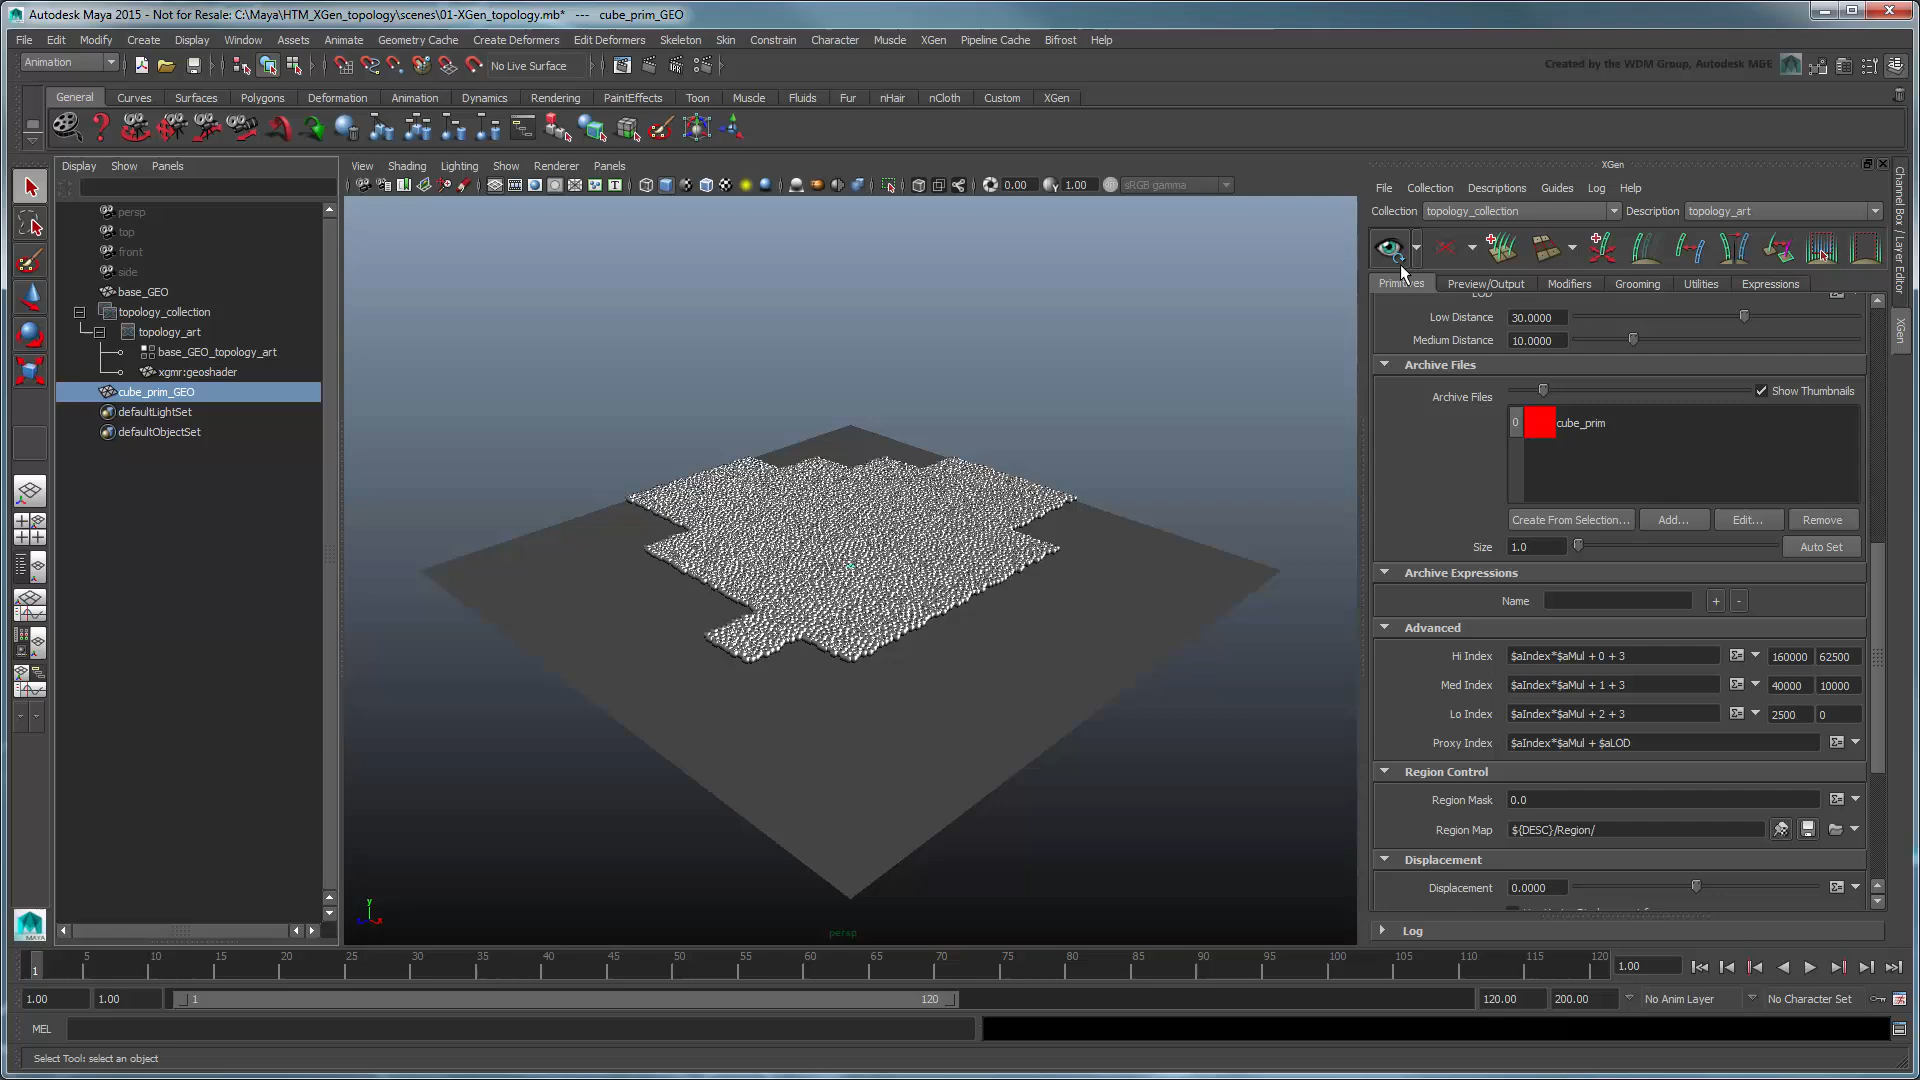 Autodesk Maya 2015 - Not for Resale: C:\Maya\HTM_XGen_topology\scenes\01-XGen_topology.mb* --- cube_prim_GEO
File Edit Modify Create Display Window Assets Animate Geometry Cache Create Deformers Edit Deformers Skeleton Skin Constrain Character Muscle XGen Pipeline Cache Bifrost Help
Animation No Live Surface Created by the WDM Group, Autodesk M&E
General Curves Surfaces Polygons Deformation Animation Dynamics Rendering PaintEffects Toon Muscle Fluids Fur nHair nCloth Custom XGen
Display Show Panels
persp
top
front
side
base_GEO
topology_collection
topology_art
base_GEO_topology_art
xgmr:geoshader
cube_prim_GEO
defaultLightSet
defaultObjectSet
MAYA
View Shading Lighting Show Renderer Panels
0.00 1.00 sRGB gamma
y
x
persp
XGen
File Collection Descriptions Guides Log Help
Collection topology_collection Description topology_art
Primitives Preview/Output Modifiers Grooming Utilities Expressions
LOD
Low Distance 30.0000
Medium Distance 10.0000
Archive Files
Archive Files Show Thumbnails
0 cube_prim
Create From Selection... Add... Edit... Remove
Size 1.0 Auto Set
Archive Expressions
Name + -
Advanced
Hi Index $aIndex*$aMul + 0 + 3 160000 62500
Med Index $aIndex*$aMul + 1 + 3 40000 10000
Lo Index $aIndex*$aMul + 2 + 3 2500 0
Proxy Index $aIndex*$aMul + $aLOD
Region Control
Region Mask 0.0
Region Map ${DESC}/Region/
Displacement
Displacement 0.0000
Log
Channel Box / Layer Editor
XGen
1 5 10 15 20 25 30 35 40 45 50 55 60 65 70 75 80 85 90 95 100 105 110 115 120 1.00
1.00 1.00 1 120 120.00 200.00 No Anim Layer No Character Set
MEL
Select Tool: select an object